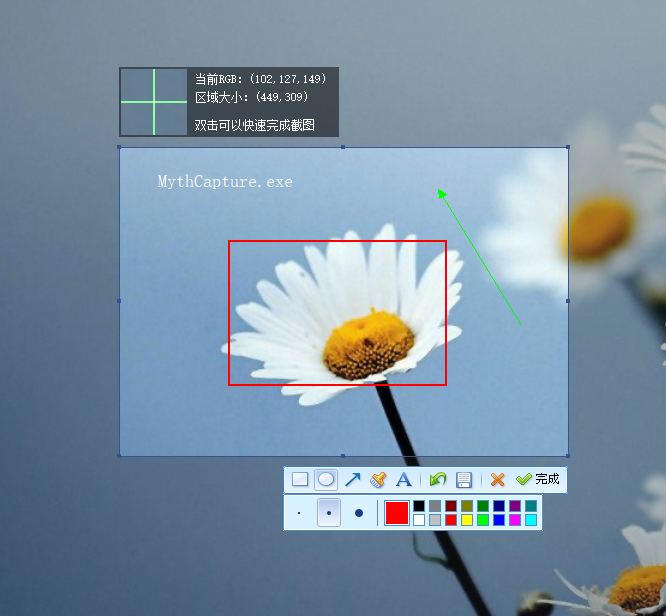 当前RGB：(102,127,149)
区域大小：(449,309)
双击可以快速完成截图
MythCapture.exe
A
完成